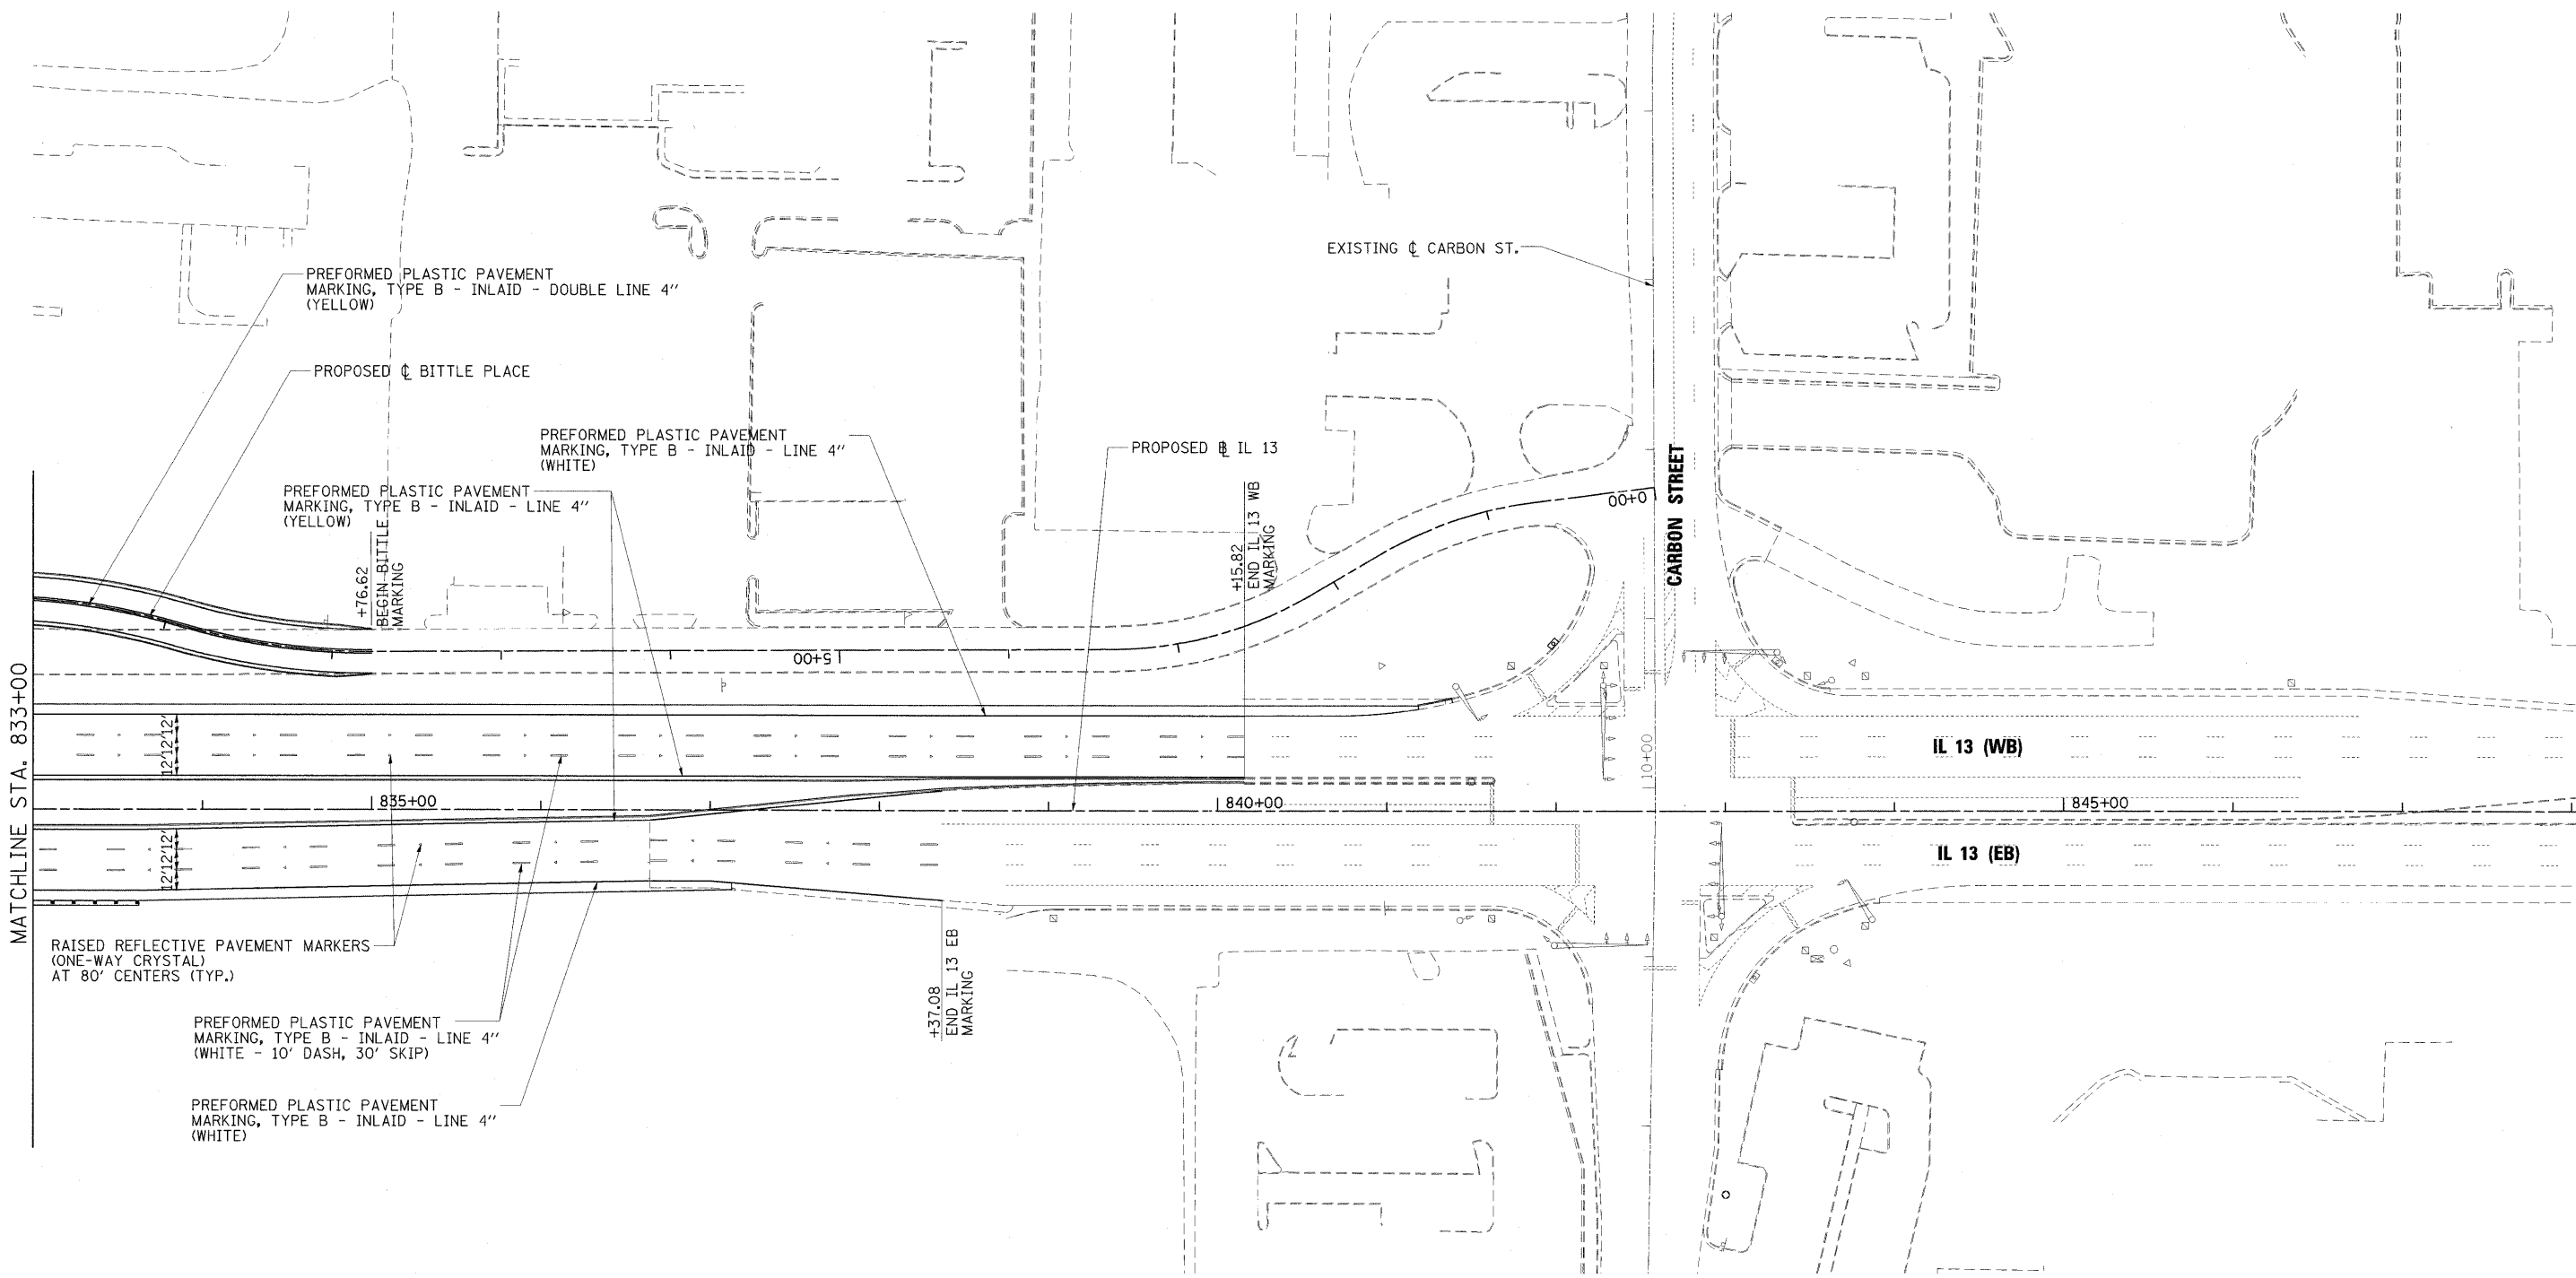 EXISTING ℄ CARBON ST.
PREFORMED PLASTIC PAVEMENT
MARKING, TYPE B - INLAID - DOUBLE LINE 4"
(YELLOW)
PROPOSED ℄ BITTLE PLACE
PREFORMED PLASTIC PAVEMENT
MARKING, TYPE B - INLAID - LINE 4"
(WHITE)
PROPOSED ⅊ IL 13
PREFORMED PLASTIC PAVEMENT
MARKING, TYPE B - INLAID - LINE 4"
(YELLOW)
+76.62
BEGIN BITTLE
MARKING
+15.82
END IL 13 WB
MARKING
0+00
CARBON STREET
5+00
MATCHLINE STA. 833+00
12'12'12'
10+00
IL 13 (WB)
835+00
840+00
845+00
12'12'12'
IL 13 (EB)
+37.08
END IL 13 EB
MARKING
RAISED REFLECTIVE PAVEMENT MARKERS
(ONE-WAY CRYSTAL)
AT 80' CENTERS (TYP.)
PREFORMED PLASTIC PAVEMENT
MARKING, TYPE B - INLAID - LINE 4"
(WHITE - 10' DASH, 30' SKIP)
PREFORMED PLASTIC PAVEMENT
MARKING, TYPE B - INLAID - LINE 4"
(WHITE)